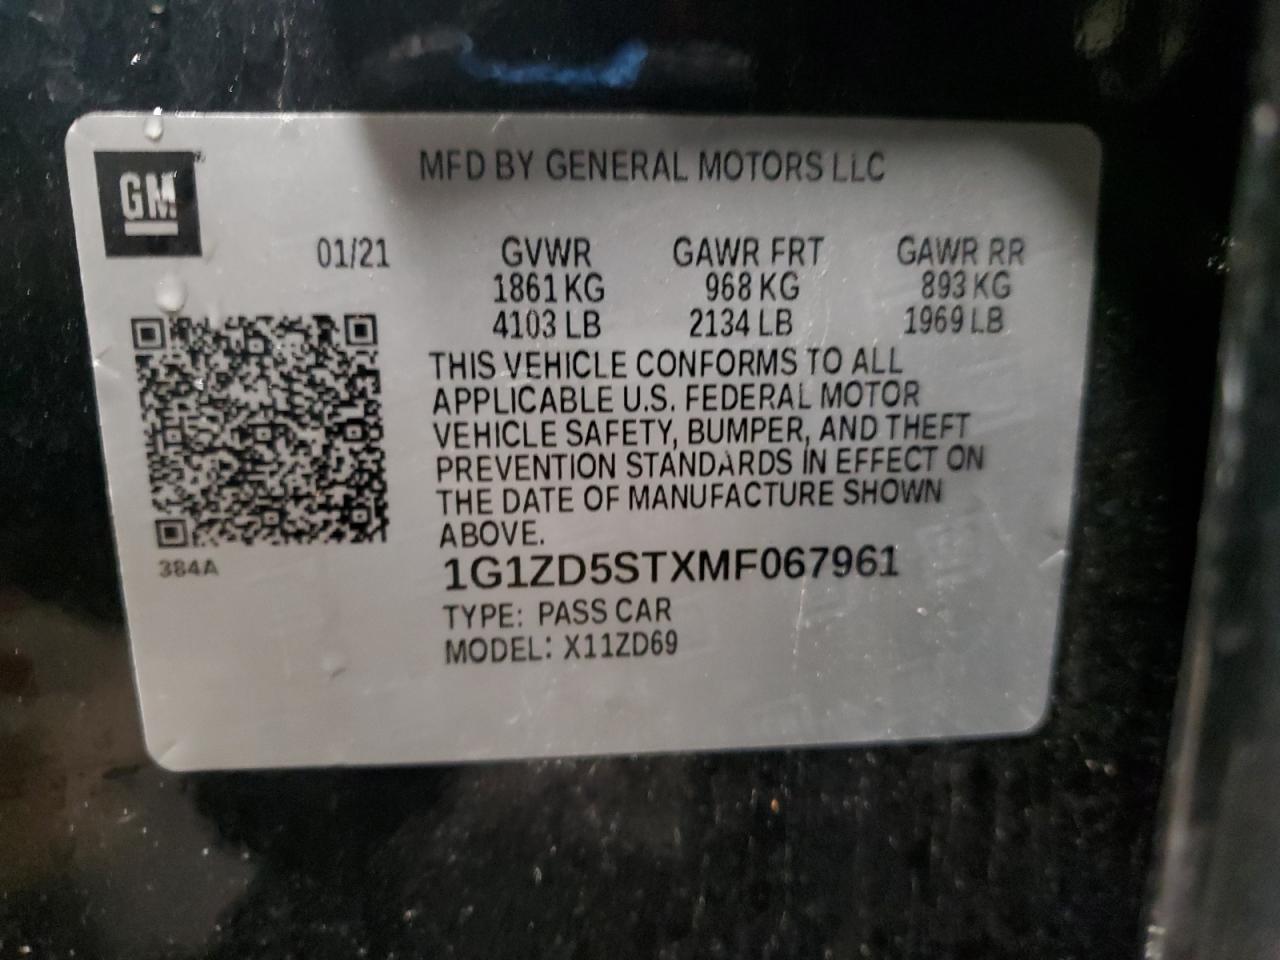 GM
MFD BY GENERAL MOTORS LLC
01/21 GVWR GAWR FRT GAWR RR
1861 KG 968 KG 893 KG
4103 LB 2134 LB 1969 LB
THIS VEHICLE CONFORMS TO ALL
APPLICABLE U.S. FEDERAL MOTOR
VEHICLE SAFETY, BUMPER, AND THEFT
PREVENTION STANDARDS IN EFFECT ON
THE DATE OF MANUFACTURE SHOWN
ABOVE.
384A
1G1ZD5STXMF067961
TYPE: PASS CAR
MODEL: X11ZD69